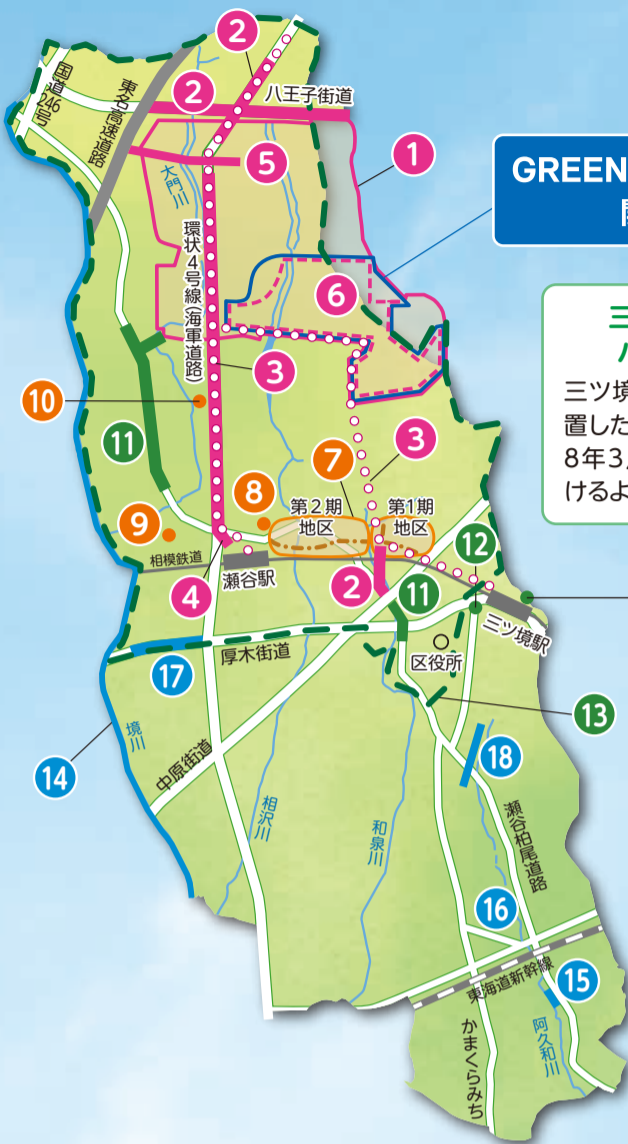 2
国道246号
東名高速道路
2
八王子街道
5
1
大門川
GREEN
環状4号線(海軍道路)
6
三
ハ
三ツ境
置した
8年3
けるよ
3
10
11
3
7
8
第2期
地区
第1期
地区
9
12
相模鉄道
4
瀬谷駅
2
11
三ツ境駅
区役所
17
厚木街道
13
14
境川
中原街道
18
相沢川
和泉川
瀬谷柏尾道路
16
東海道新幹線
15
かまくらみち
阿久和川